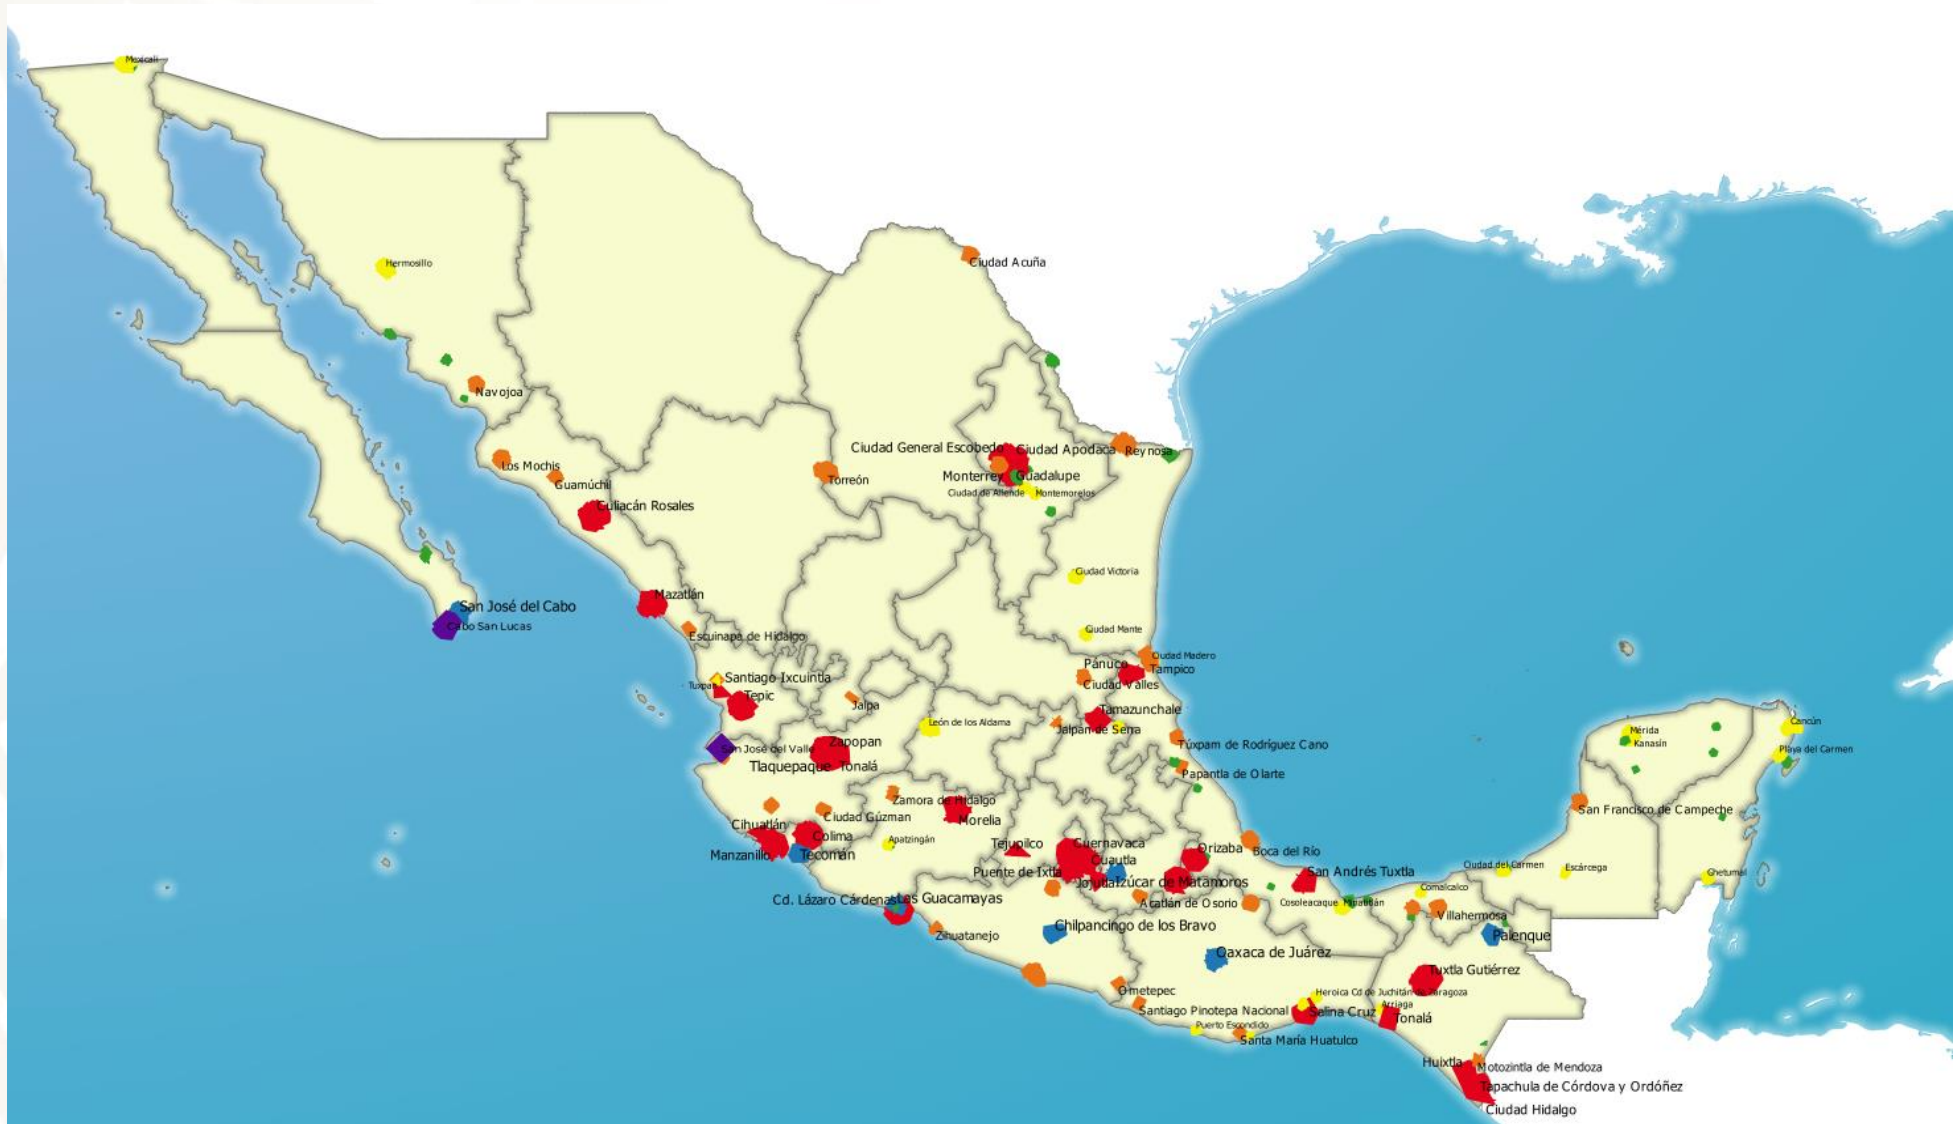 Mexicali
Hermosillo
Ciudad Acuña
Navojoa
Ciudad General Escobedo
Ciudad Apodaca
Reynosa
Los Mochis
Guamúchil
Torreón
Monterrey
Guadalupe
Ciudad de Allende
Montemorelos
Culiacán Rosales
Ciudad Victoria
Mazatlán
San José del Cabo
Cabo San Lucas
Escuinapa de Hidalgo
Ciudad Mante
Ciudad Madero
Pánuco
Tampico
Santiago Ixcuintla
Ciudad Valles
Tuxpan
Tepic
Jalpa
Tamazunchale
León de los Aldama
Jalpan de Serra
Cancún
Mérida
Kanasín
Playa del Carmen
San José del Valle
Zapopan
Túxpam de Rodríguez Cano
Tlaquepaque
Tonalá
Papantla de Olarte
Zamora de Hidalgo
Ciudad Gúzman
Morelia
San Francisco de Campeche
Cihuatlán
Colima
Apatzingán
Tejupilco
Cuernavaca
Orizaba
Boca del Río
Manzanillo
Tecomán
Cuautla
Ciudad del Carmen
Escárcega
Puente de Ixtla
Jojutla
Izúcar de Matamoros
San Andrés Tuxtla
Chetumal
Comalcalco
Cd. Lázaro Cárdenas
Las Guacamayas
Acatlán de Osorio
Cosoleacaque
Minatitlán
Villahermosa
Zihuatanejo
Chilpancingo de los Bravo
Palenque
Oaxaca de Juárez
Tuxtla Gutiérrez
Ometepec
Heroica Cd de Juchitán de Zaragoza
Arriaga
Santiago Pinotepa Nacional
Salina Cruz
Tonalá
Puerto Escondido
Santa María Huatulco
Huixtla
Motozintla de Mendoza
Tapachula de Córdova y Ordóñez
Ciudad Hidalgo